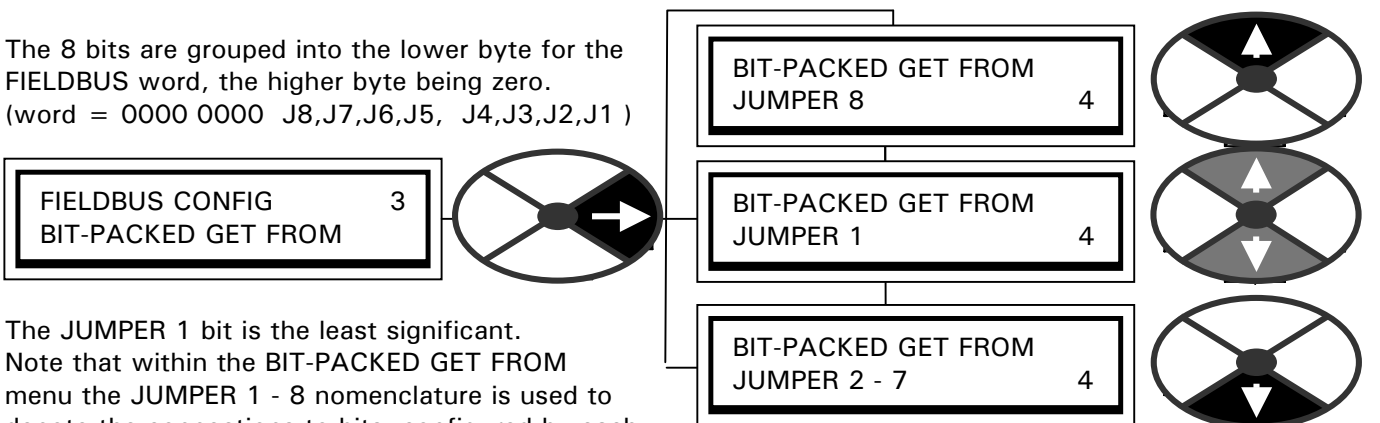 The 8 bits are grouped into the lower byte for the
FIELDBUS word, the higher byte being zero.
(word = 0000 0000 J8,J7,J6,J5, J4,J3,J2,J1 )
FIELDBUS CONFIG 3
BIT-PACKED GET FROM
BIT-PACKED GET FROM
JUMPER 8 4
BIT-PACKED GET FROM
JUMPER 1 4
BIT-PACKED GET FROM
JUMPER 2 - 7 4
The JUMPER 1 bit is the least significant.
Note that within the BIT-PACKED GET FROM
menu the JUMPER 1 - 8 nomenclature is used to